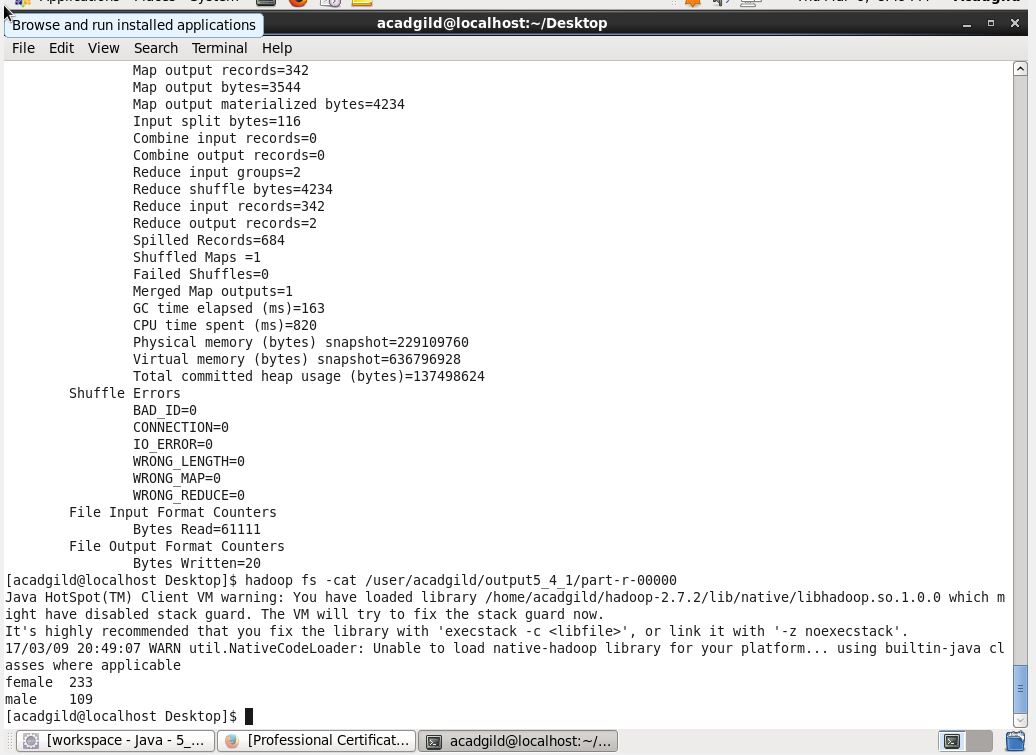 Browse and run installed applications
acadgild@localhost:~/Desktop
File Edit View Search Terminal Help
Map output records=342
Map output bytes=3544
Map output materialized bytes=4234
Input split bytes=116
Combine input records=0
Combine output records=0
Reduce input groups=2
Reduce shuffle bytes=4234
Reduce input records=342
Reduce output records=2
Spilled Records=684
Shuffled Maps =1
Failed Shuffles=0
Merged Map outputs=1
GC time elapsed (ms)=163
CPU time spent (ms)=820
Physical memory (bytes) snapshot=229109760
Virtual memory (bytes) snapshot=636796928
Total committed heap usage (bytes)=137498624
Shuffle Errors
BAD_ID=0
CONNECTION=0
IO_ERROR=0
WRONG_LENGTH=0
WRONG_MAP=0
WRONG_REDUCE=0
File Input Format Counters
Bytes Read=61111
File Output Format Counters
Bytes Written=20
[acadgild@localhost Desktop]$ hadoop fs -cat /user/acadgild/output5_4_1/part-r-00000
Java HotSpot(TM) Client VM warning: You have loaded library /home/acadgild/hadoop-2.7.2/lib/native/libhadoop.so.1.0.0 which m
ight have disabled stack guard. The VM will try to fix the stack guard now.
It's highly recommended that you fix the library with 'execstack -c <libfile>', or link it with '-z noexecstack'.
17/03/09 20:49:07 WARN util.NativeCodeLoader: Unable to load native-hadoop library for your platform... using builtin-java cl
asses where applicable
female 233
male 109
[acadgild@localhost Desktop]$
[workspace - Java - 5_... [Professional Certificat... acadgild@localhost:~/...